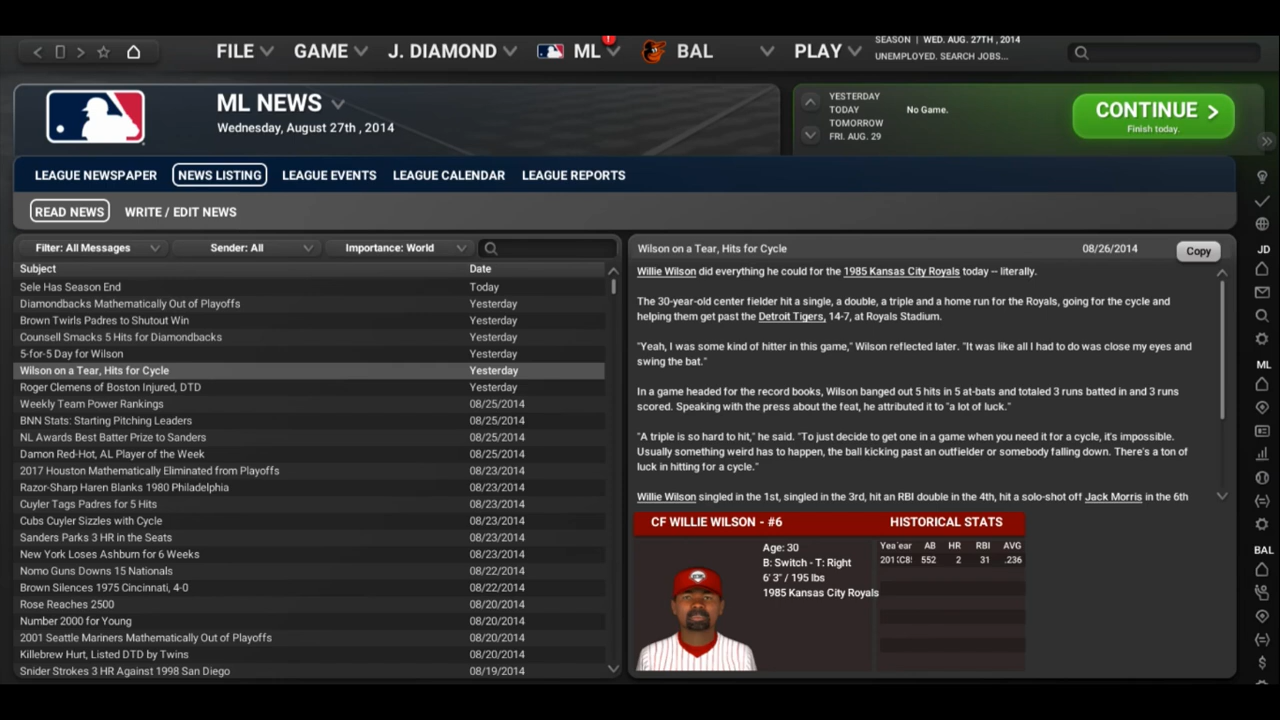 FILE GAME J. DIAMOND ML BAL PLAY
SEASON | WED. AUG. 27TH , 2014
UNEMPLOYED. SEARCH JOBS...
ML NEWS
Wednesday, August 27th , 2014
YESTERDAY
TODAY
TOMORROW
FRI. AUG. 29
No Game.
CONTINUE
Finish today.
LEAGUE NEWSPAPER NEWS LISTING LEAGUE EVENTS LEAGUE CALENDAR LEAGUE REPORTS
READ NEWS WRITE / EDIT NEWS
Filter: All Messages Sender: All Importance: World
Subject Date
Sele Has Season End Today
Diamondbacks Mathematically Out of Playoffs Yesterday
Brown Twirls Padres to Shutout Win Yesterday
Counsell Smacks 5 Hits for Diamondbacks Yesterday
5-for-5 Day for Wilson Yesterday
Wilson on a Tear, Hits for Cycle Yesterday
Roger Clemens of Boston Injured, DTD Yesterday
Weekly Team Power Rankings 08/25/2014
BNN Stats: Starting Pitching Leaders 08/25/2014
NL Awards Best Batter Prize to Sanders 08/25/2014
Damon Red-Hot, AL Player of the Week 08/25/2014
2017 Houston Mathematically Eliminated from Playoffs 08/23/2014
Razor-Sharp Haren Blanks 1980 Philadelphia 08/23/2014
Cuyler Tags Padres for 5 Hits 08/23/2014
Cubs Cuyler Sizzles with Cycle 08/23/2014
Sanders Parks 3 HR in the Seats 08/23/2014
New York Loses Ashburn for 6 Weeks 08/23/2014
Nomo Guns Downs 15 Nationals 08/22/2014
Brown Silences 1975 Cincinnati, 4-0 08/22/2014
Rose Reaches 2500 08/20/2014
Number 2000 for Young 08/20/2014
2001 Seattle Mariners Mathematically Out of Playoffs 08/20/2014
Killebrew Hurt, Listed DTD by Twins 08/20/2014
Snider Strokes 3 HR Against 1998 San Diego 08/19/2014
Wilson on a Tear, Hits for Cycle 08/26/2014 Copy
Willie Wilson did everything he could for the 1985 Kansas City Royals today -- literally.
The 30-year-old center fielder hit a single, a double, a triple and a home run for the Royals, going for the cycle and
helping them get past the Detroit Tigers, 14-7, at Royals Stadium.
"Yeah, I was some kind of hitter in this game," Wilson reflected later. "It was like all I had to do was close my eyes and
swing the bat."
In a game headed for the record books, Wilson banged out 5 hits in 5 at-bats and totaled 3 runs batted in and 3 runs
scored. Speaking with the press about the feat, he attributed it to "a lot of luck."
"A triple is so hard to hit," he said. "To just decide to get one in a game when you need it for a cycle, it's impossible.
Usually something weird has to happen, the ball kicking past an outfielder or somebody falling down. There's a ton of
luck in hitting for a cycle."
Willie Wilson singled in the 1st, singled in the 3rd, hit an RBI double in the 4th, hit a solo-shot off Jack Morris in the 6th
CF WILLIE WILSON - #6
Age: 30
B: Switch - T: Right
6' 3" / 195 lbs
1985 Kansas City Royals
HISTORICAL STATS
AB HR RBI AVG
552 2 31 .236
JD
ML
BAL